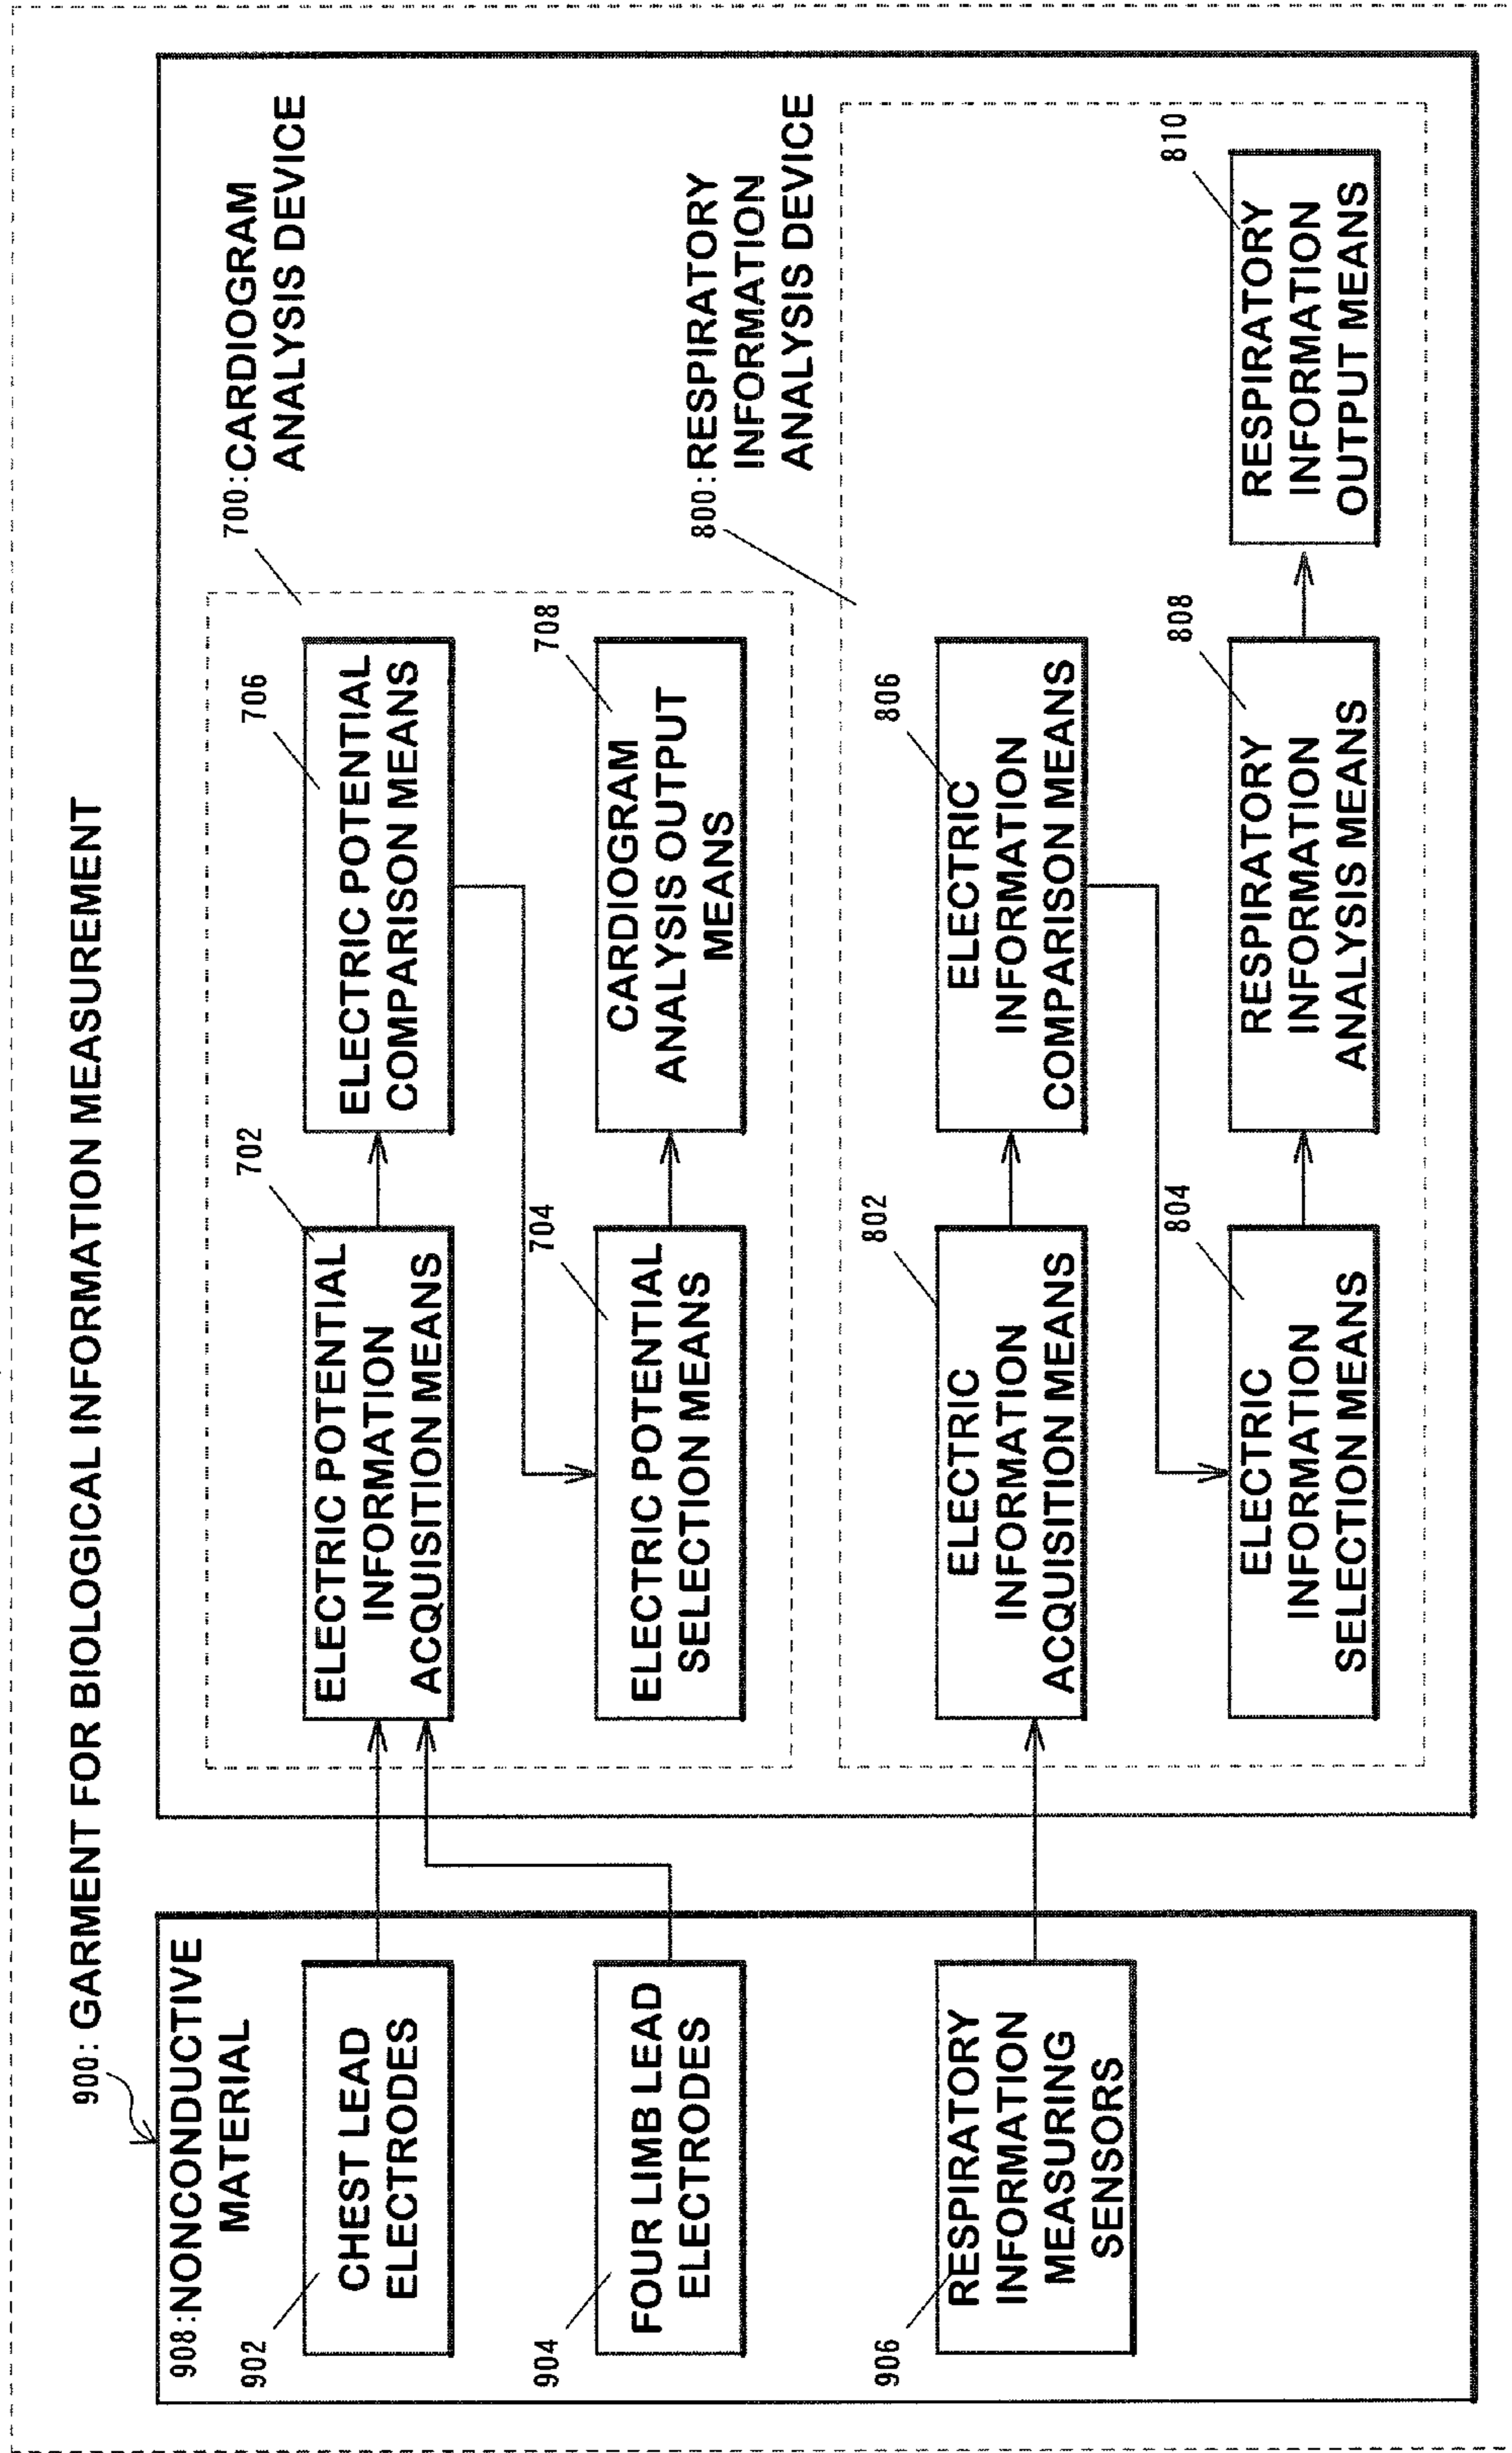 900: GARMENT FOR BIOLOGICAL INFORMATION MEASUREMENT
908:NONCONDUCTIVE
MATERIAL
902
CHEST LEAD
ELECTRODES
904
FOUR LIMB LEAD
ELECTRODES
906
RESPIRATORY
INFORMATION
MEASURING
SENSORS
700:CARDIOGRAM
ANALYSIS DEVICE
702
ELECTRIC POTENTIAL
INFORMATION
ACQUISITION MEANS
706
ELECTRIC POTENTIAL
COMPARISON MEANS
704
ELECTRIC POTENTIAL
SELECTION MEANS
708
CARDIOGRAM
ANALYSIS OUTPUT
MEANS
800:RESPIRATORY
INFORMATION
ANALYSIS DEVICE
802
ELECTRIC
INFORMATION
ACQUISITION MEANS
806
ELECTRIC
INFORMATION
COMPARISON MEANS
804
ELECTRIC
INFORMATION
SELECTION MEANS
808
RESPIRATORY
INFORMATION
ANALYSIS MEANS
810
RESPIRATORY
INFORMATION
OUTPUT MEANS